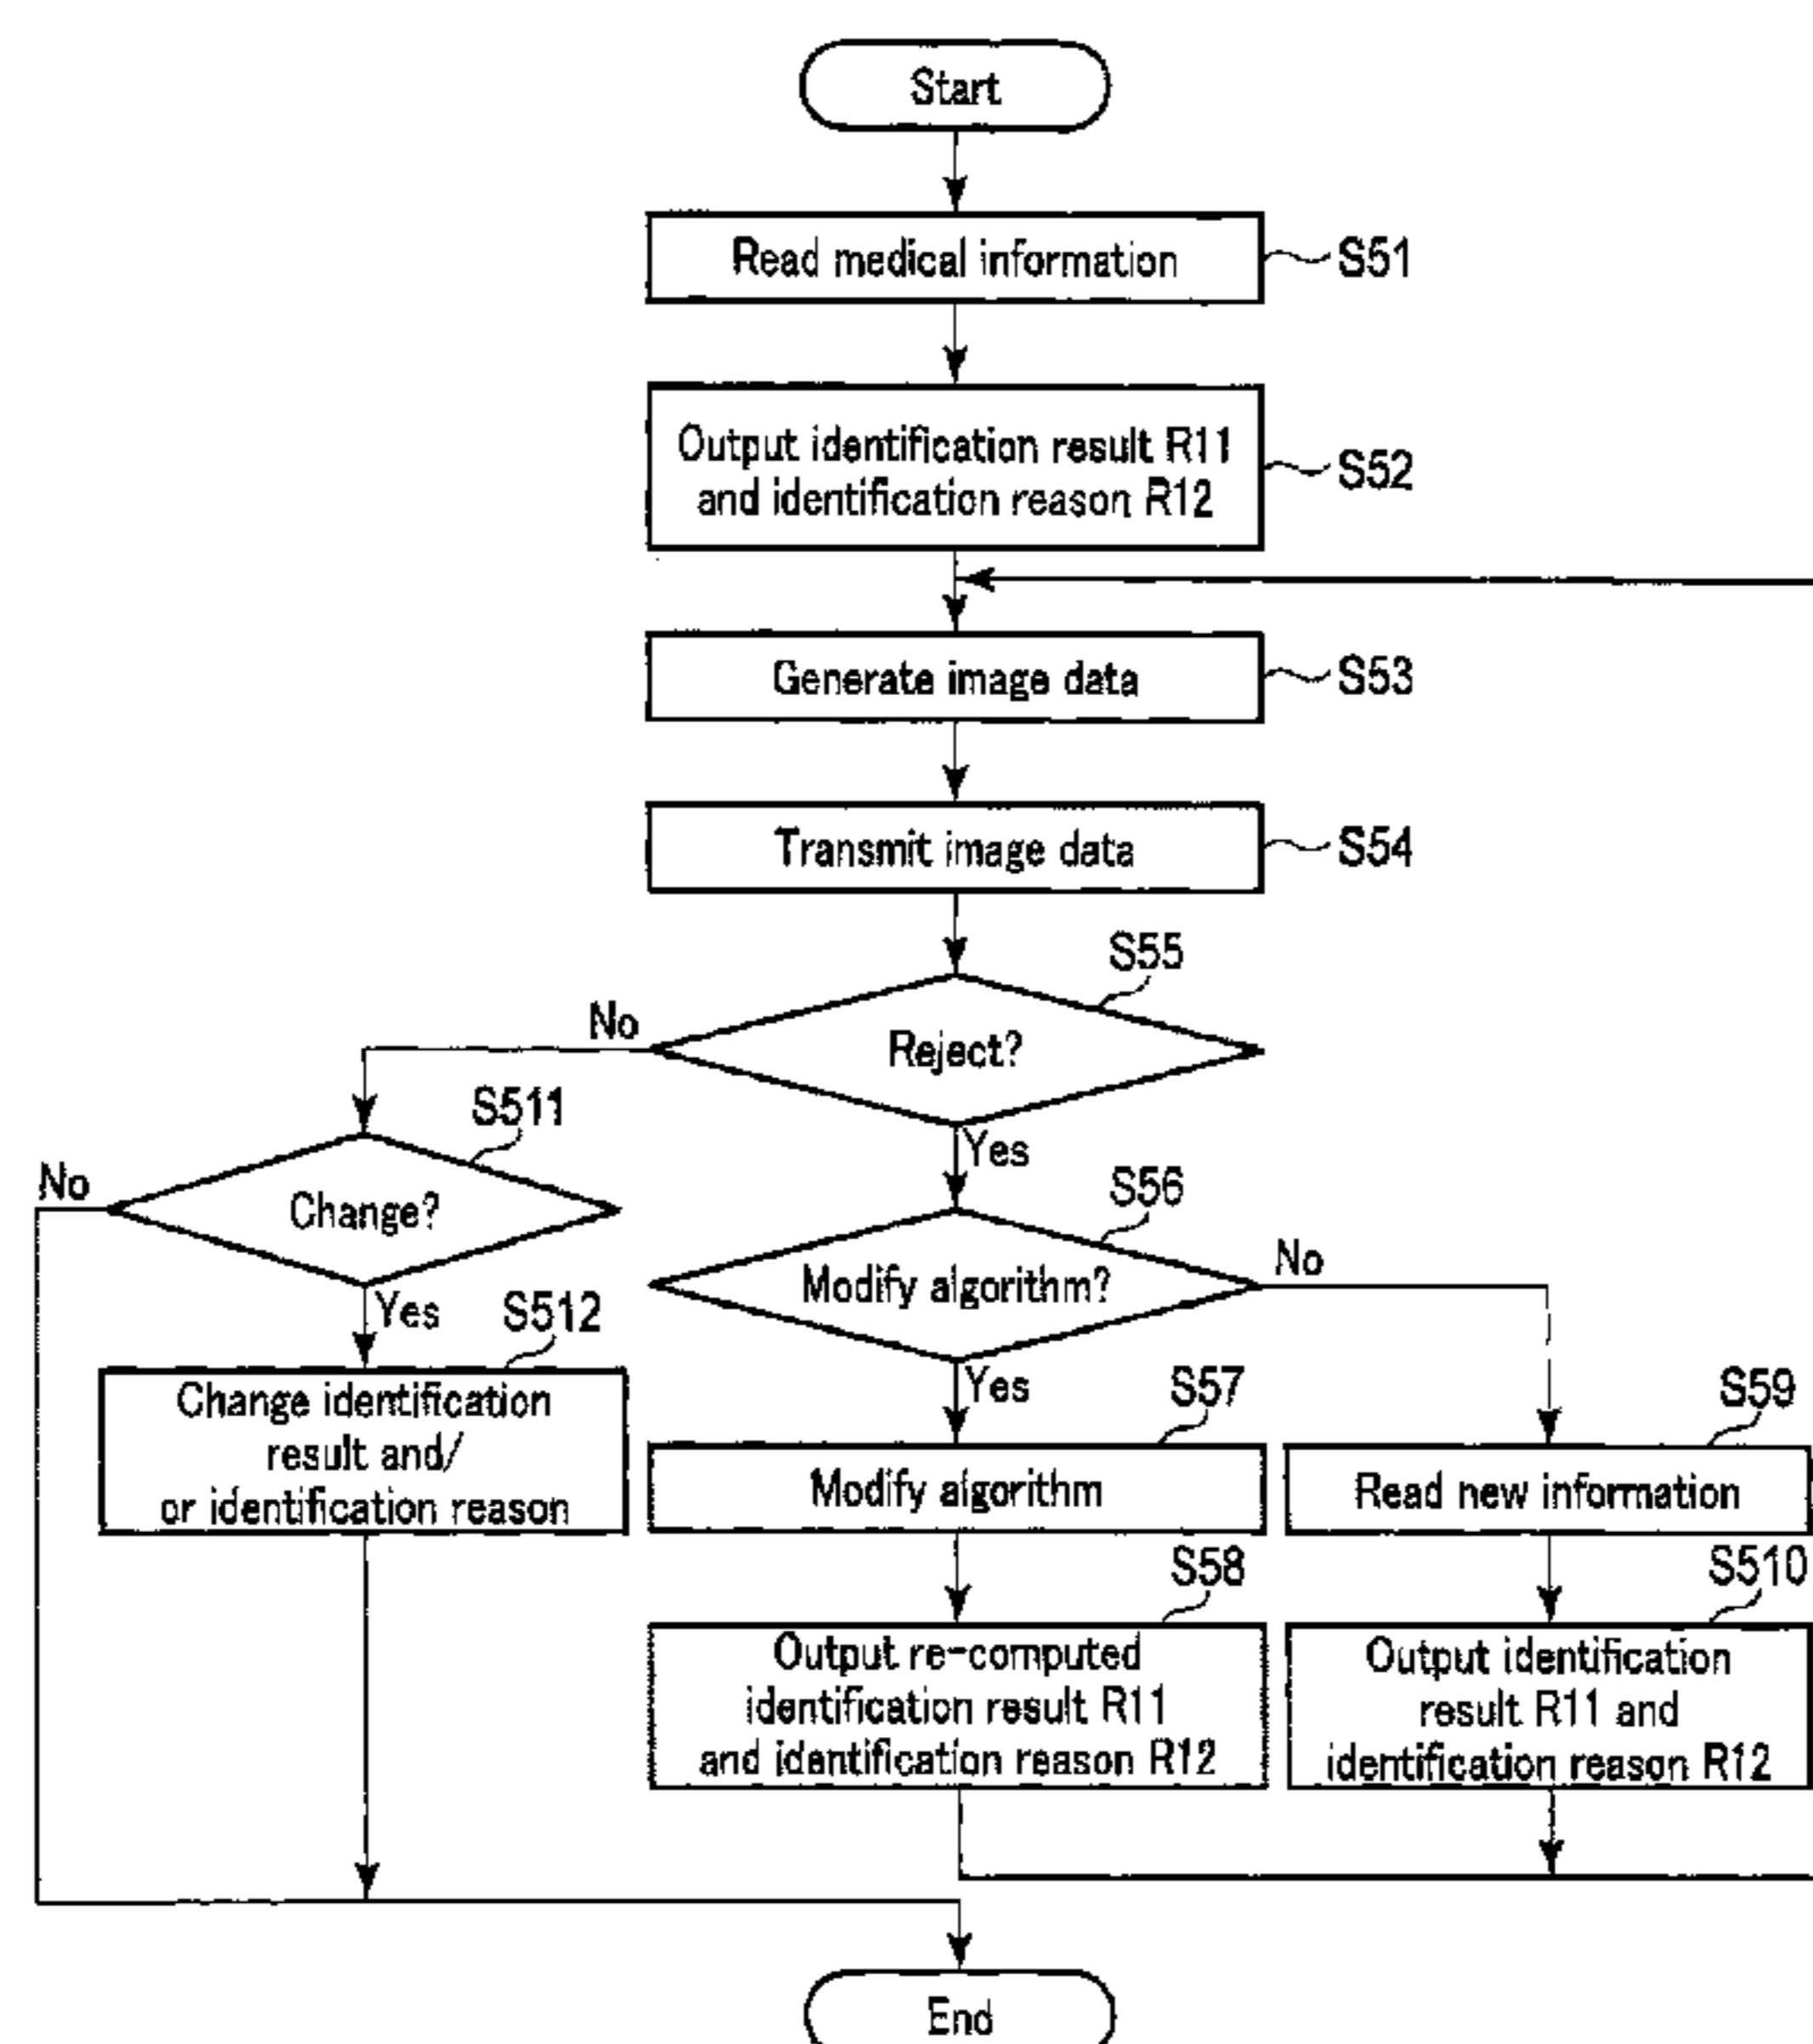 Start
Read medical information
S51
Output identification result R11
and identification reason R12
S52
Generate image data
S53
Transmit image data
S54
S55
Reject?
No
Yes
S511
Change?
No
Yes
S56
Modify algorithm?
No
Yes
S512
Change identification
result and/
or identification reason
S57
Modify algorithm
S59
Read new information
S58
Output re-computed
identification result R11
and identification reason R12
S510
Output identification
result R11 and
identification reason R12
End